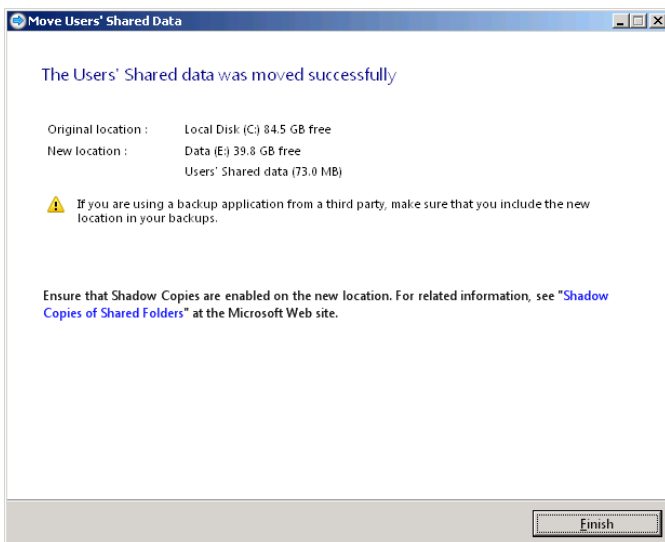 Move Users' Shared Data
The Users' Shared data was moved successfully
Original location : Local Disk (C:) 84.5 GB free
New location : Data (E:) 39.8 GB free
Users' Shared data (73.0 MB)
If you are using a backup application from a third party, make sure that you include the new
location in your backups.
Ensure that Shadow Copies are enabled on the new location. For related information, see "Shadow
Copies of Shared Folders" at the Microsoft Web site.
Finish